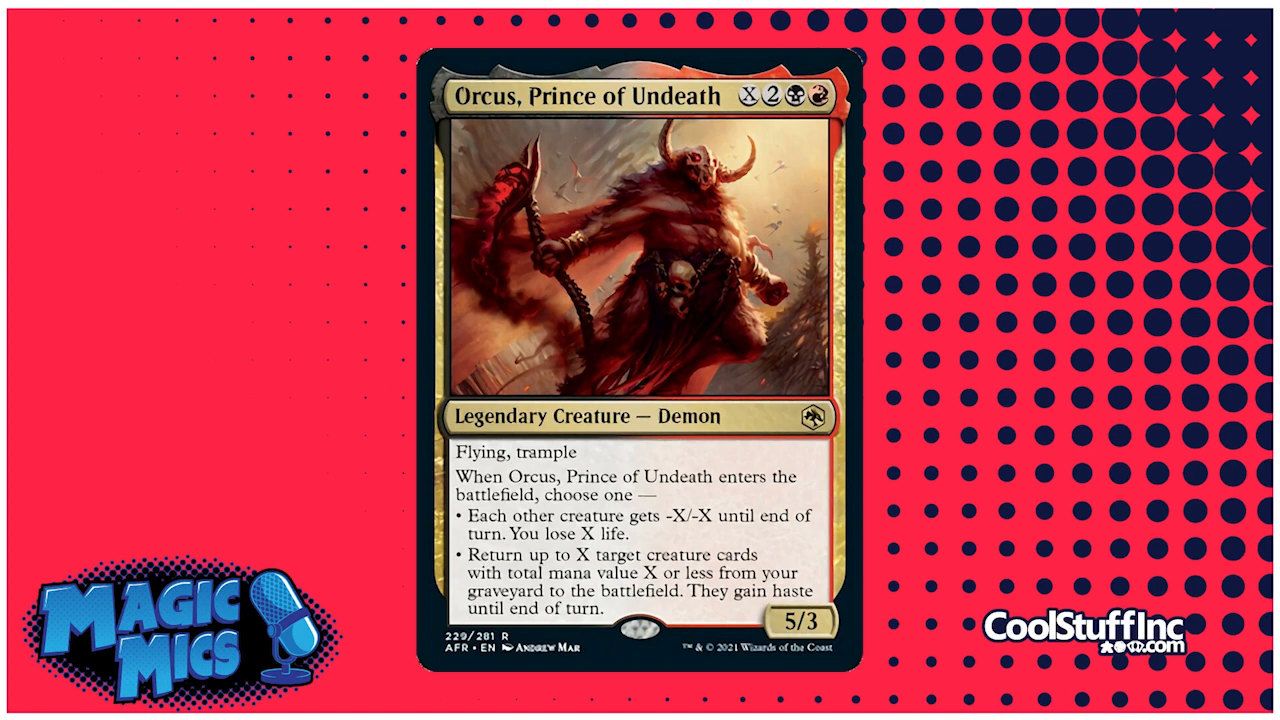 Orcus, Prince of Undeath X 2
Legendary Creature — Demon
Flying, trample
When Orcus, Prince of Undeath enters the
battlefield, choose one —
• Each other creature gets -X/-X until end of
turn. You lose X life.
• Return up to X target creature cards
with total mana value X or less from your
graveyard to the battlefield. They gain haste
until end of turn.
5/3
229/281 R
AFR • EN Andrew Mar
™ & © 2021 Wizards of the Coast
MAGIC
MICS
CoolStuffInc
.com